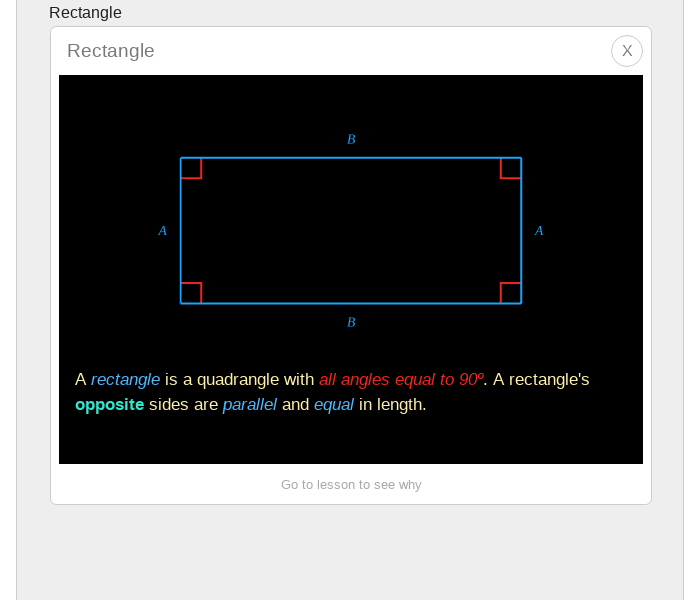 Rectangle
Rectangle
X
B
A
A
B
A rectangle is a quadrangle with all angles equal to 90º. A rectangle's
opposite sides are parallel and equal in length.
Go to lesson to see why